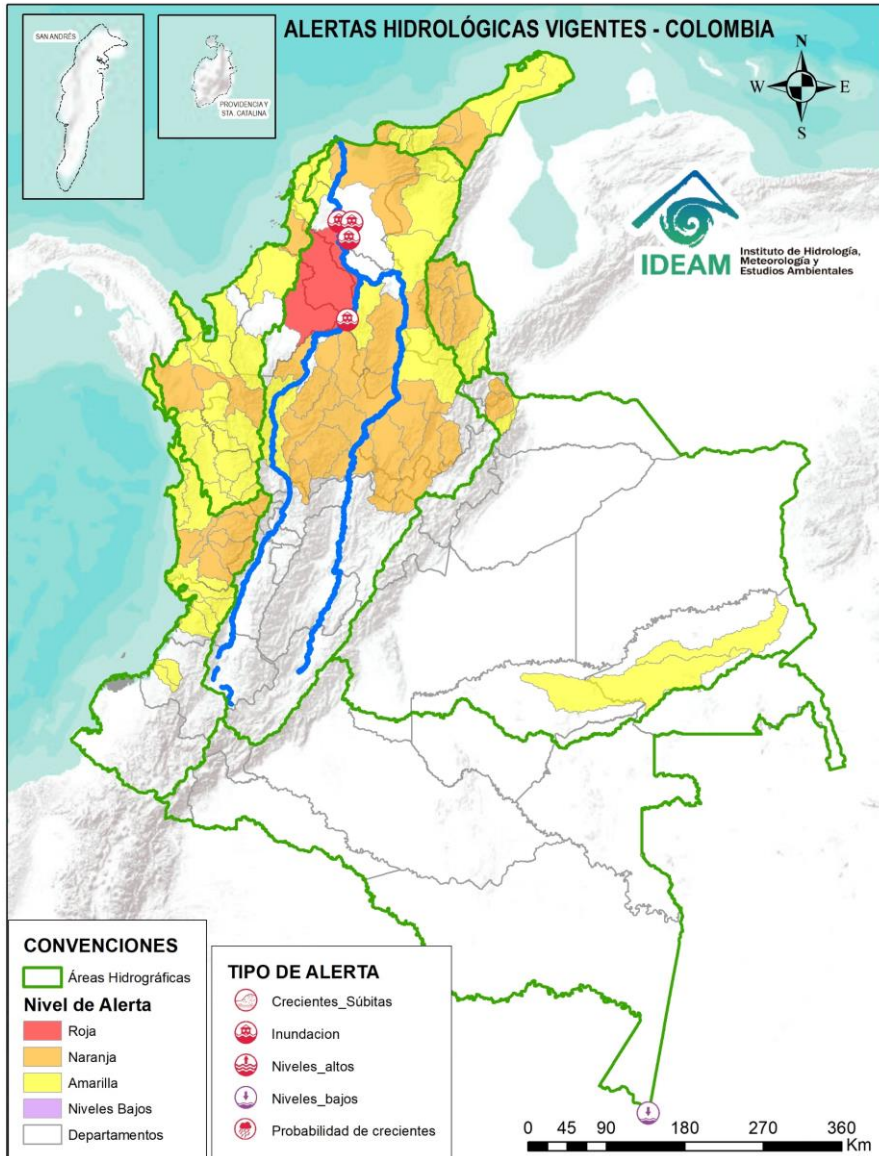 ALERTAS HIDROLÓGICAS VIGENTES - COLOMBIA
SAN ANDRÉS
PROVIDENCIA Y
STA. CATALINA
N
W
E
S
IDEAM
Instituto de Hidrología,
Meteorología y
Estudios Ambientales
CONVENCIONES
Áreas Hidrográficas
Nivel de Alerta
Roja
Naranja
Amarilla
Niveles Bajos
Departamentos
TIPO DE ALERTA
Crecientes_Súbitas
Inundacion
Niveles_altos
Niveles_bajos
Probabilidad de crecientes
0 45 90 180 270 360
Km